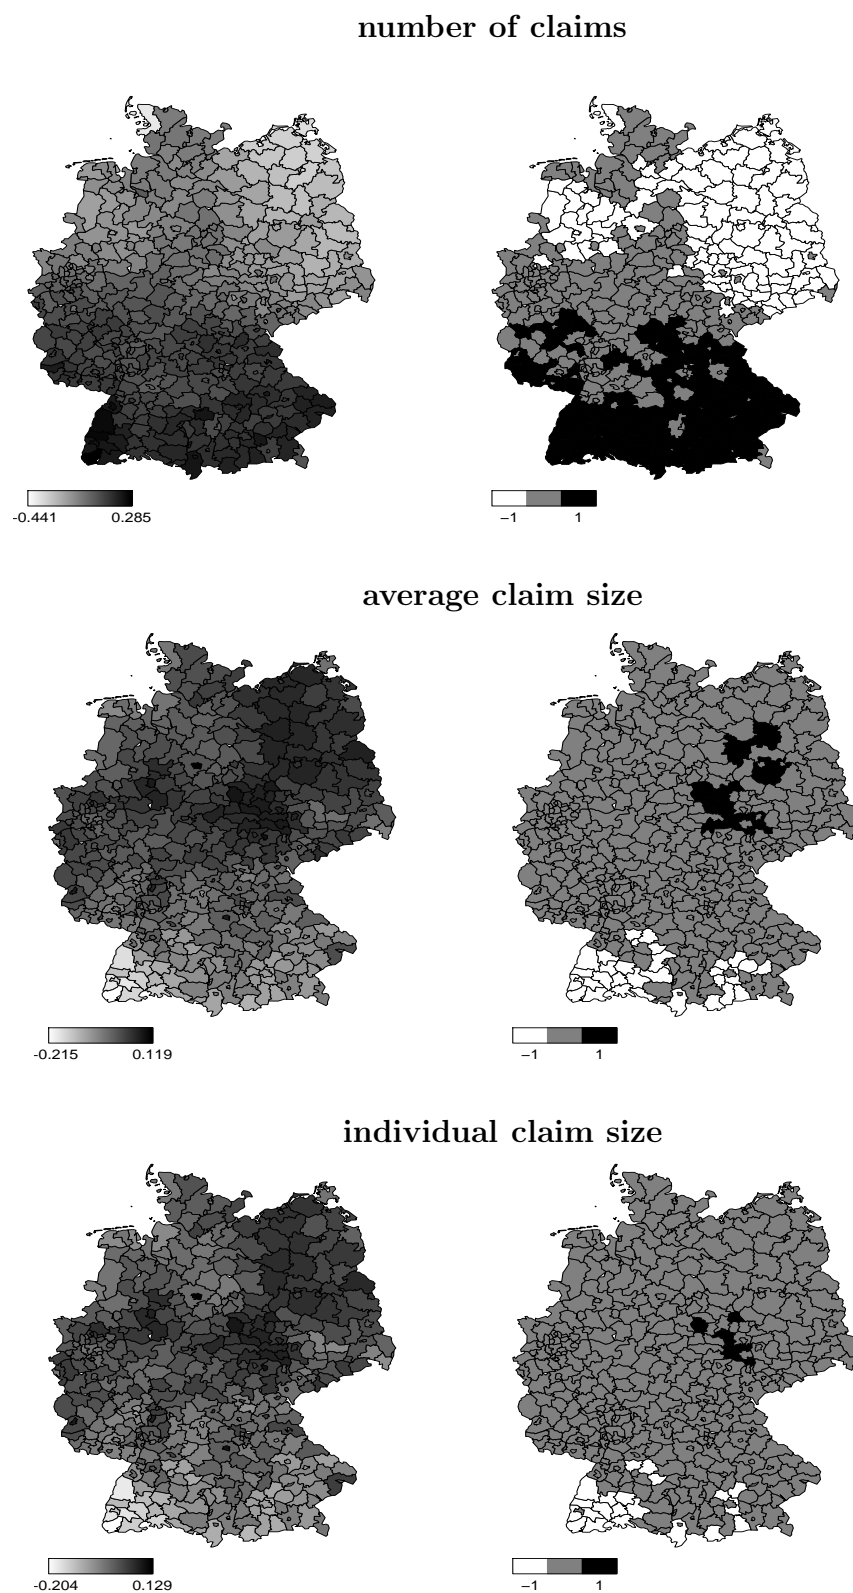 number of claims
-0.441 0.285
−1 1
average claim size
-0.215 0.119
−1 1
individual claim size
-0.204 0.129
−1 1